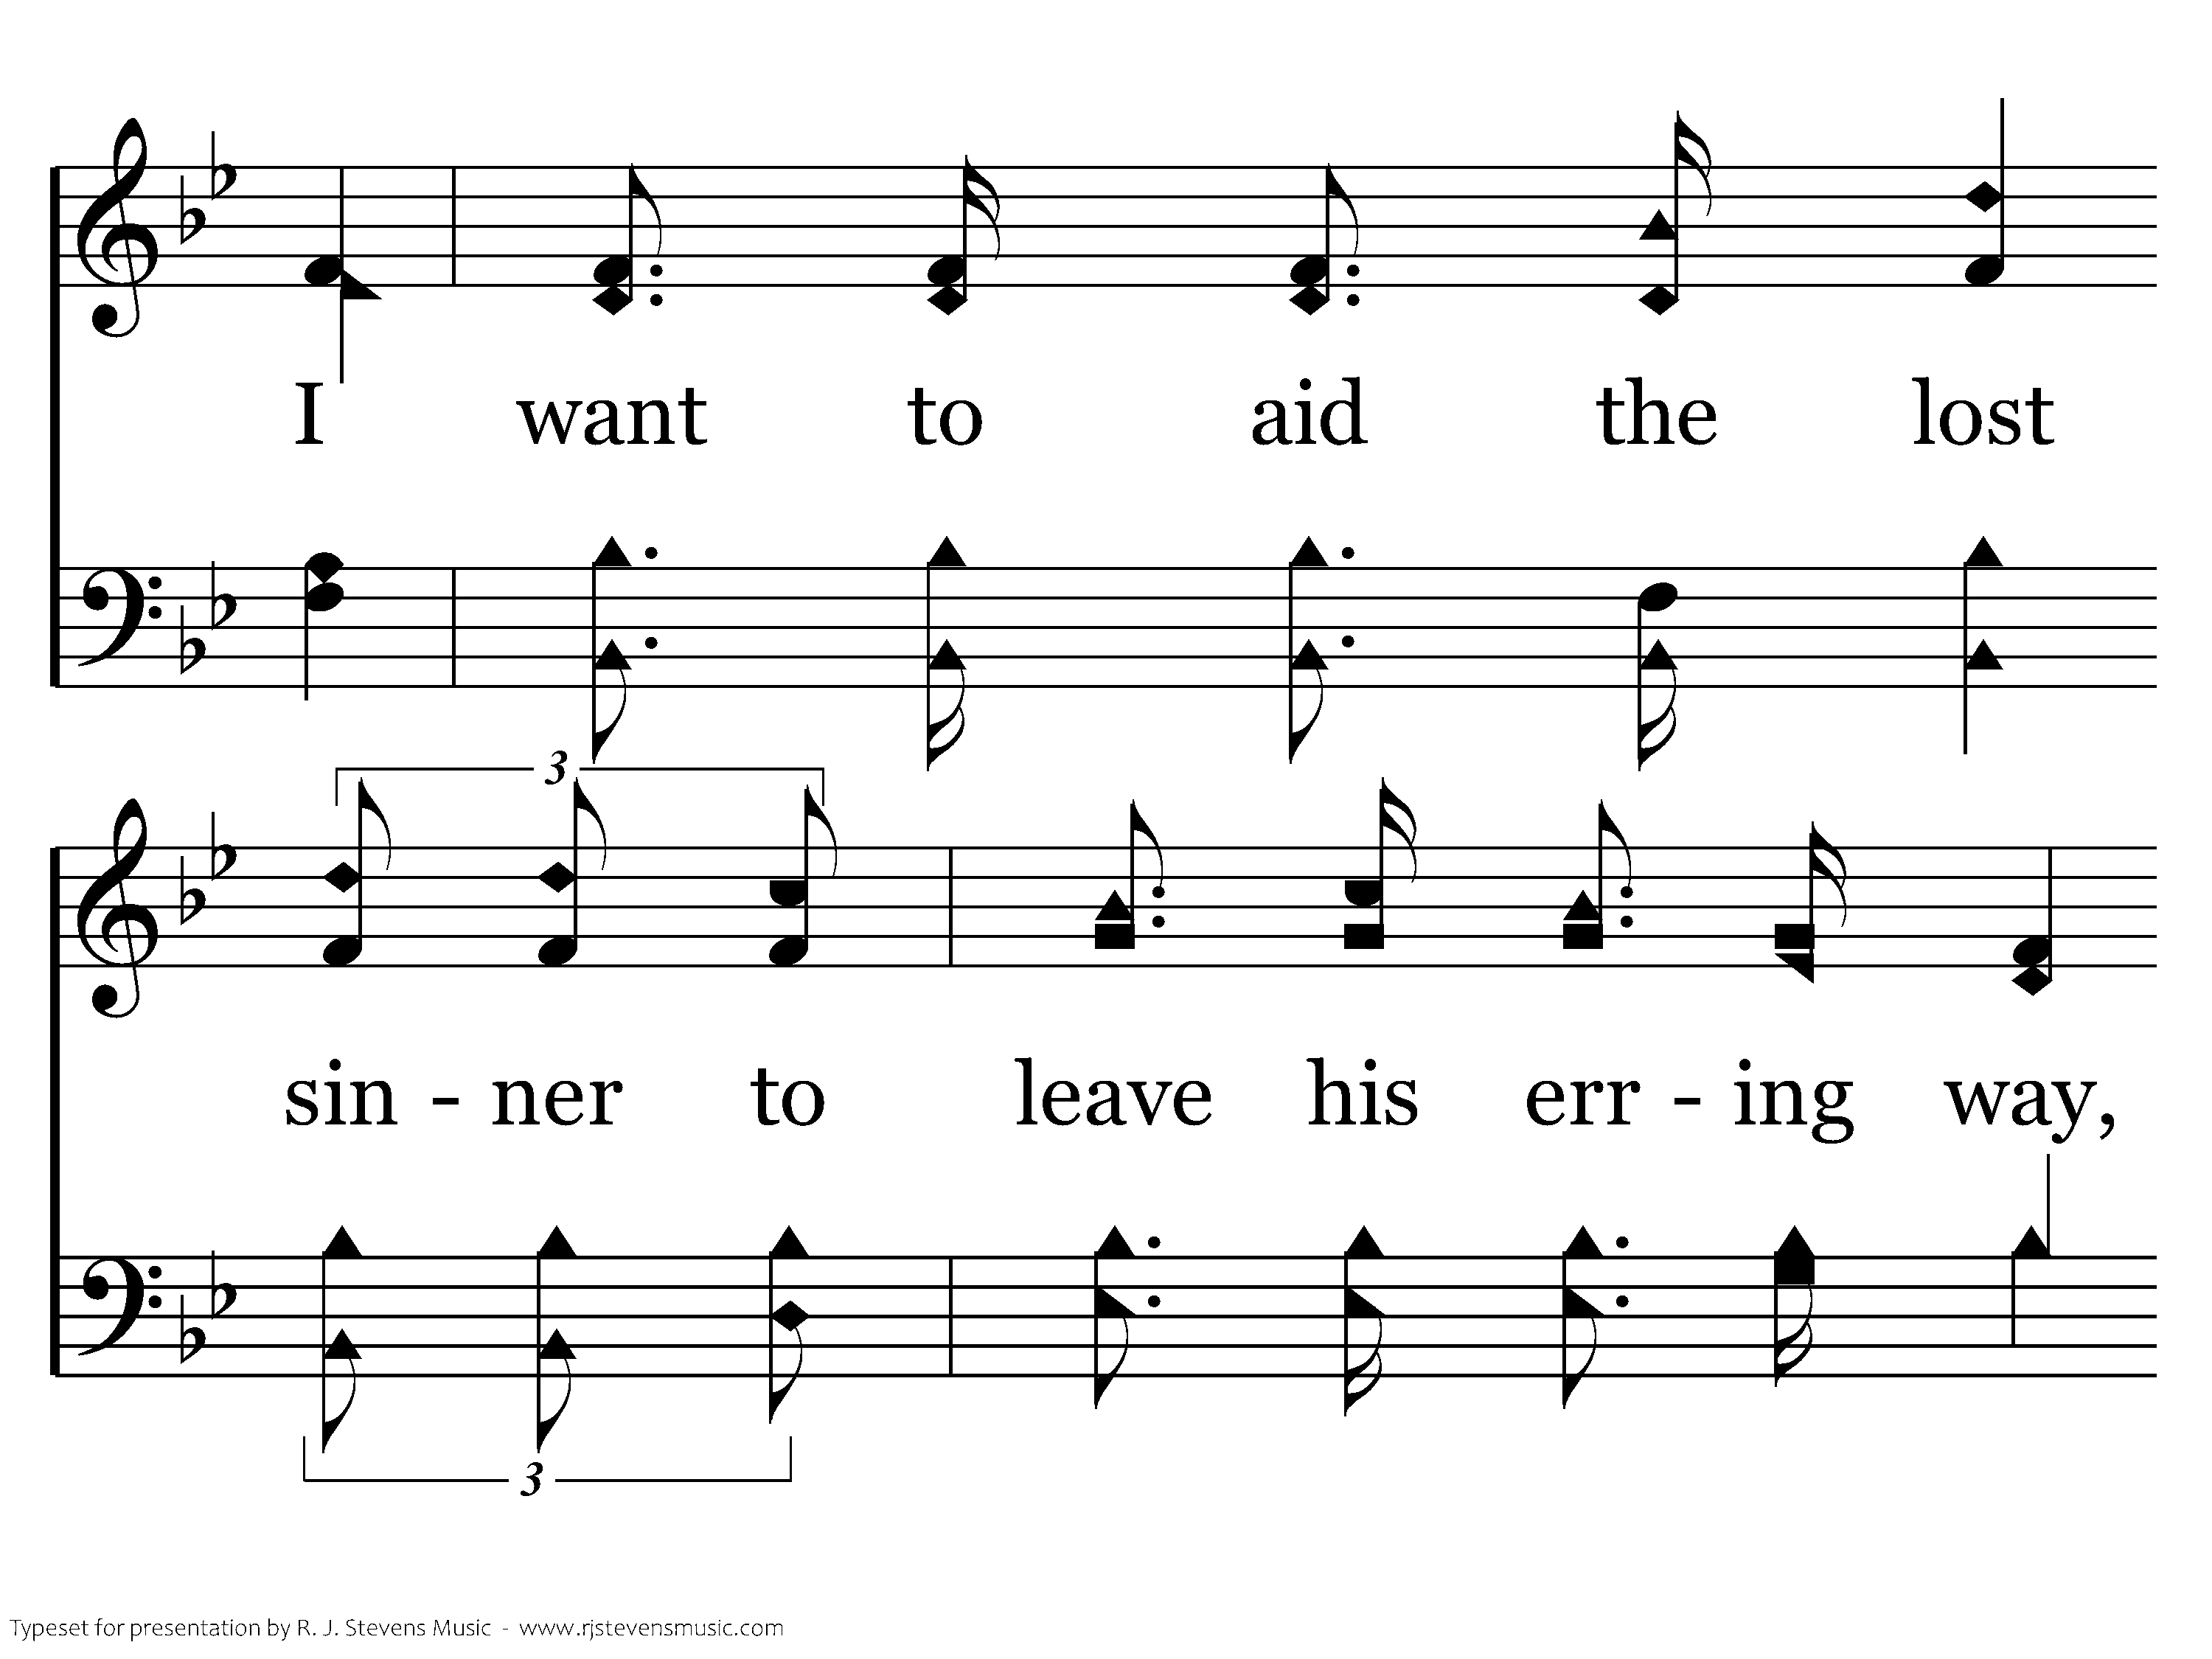 I want to aid the lost
3
sin - ner to leave his err - ing way,
3
Typeset for presentation by R. J. Stevens Music - www.rjstevensmusic.com